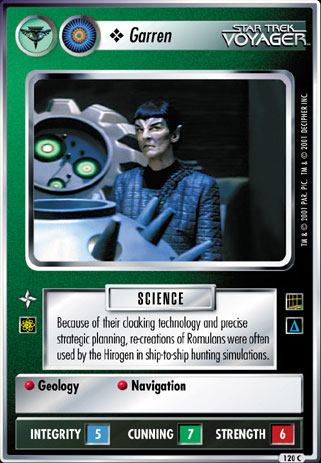 ❖ Garren
STAR TREK
VOYAGER™
TM & © 2001 PAR. PIC. TM & © 2001 DECIPHER INC.
SCIENCE
Because of their cloaking technology and precise
strategic planning, re-creations of Romulans were often
used by the Hirogen in ship-to-ship hunting simulations.
Geology Navigation
INTEGRITY 5 CUNNING 7 STRENGTH 6
120 C